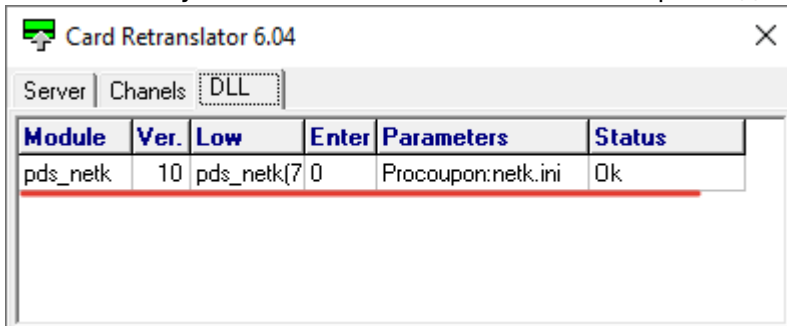 Card Retranslator 6.04
Server Chanels DLL
Module Ver. Low Enter Parameters Status
pds_netk 10 pds_netk(7 0 Procoupon:netk.ini Ok